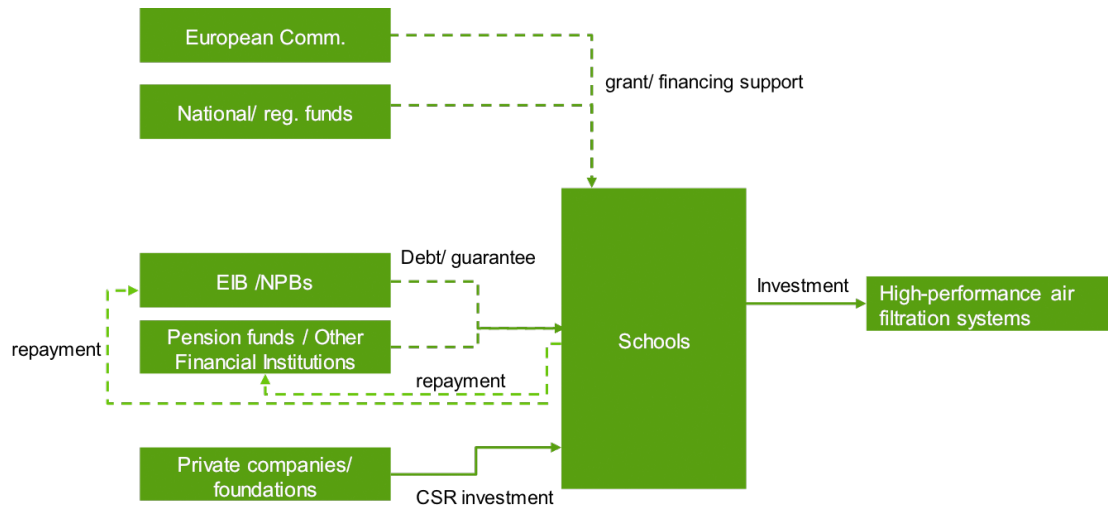 European Comm.
grant/ financing support
National/ reg. funds
Debt/ guarantee
EIB /NPBs
Investment
High-performance air
filtration systems
Schools
repayment
Pension funds / Other
Financial Institutions
repayment
Private companies/
foundations
CSR investment